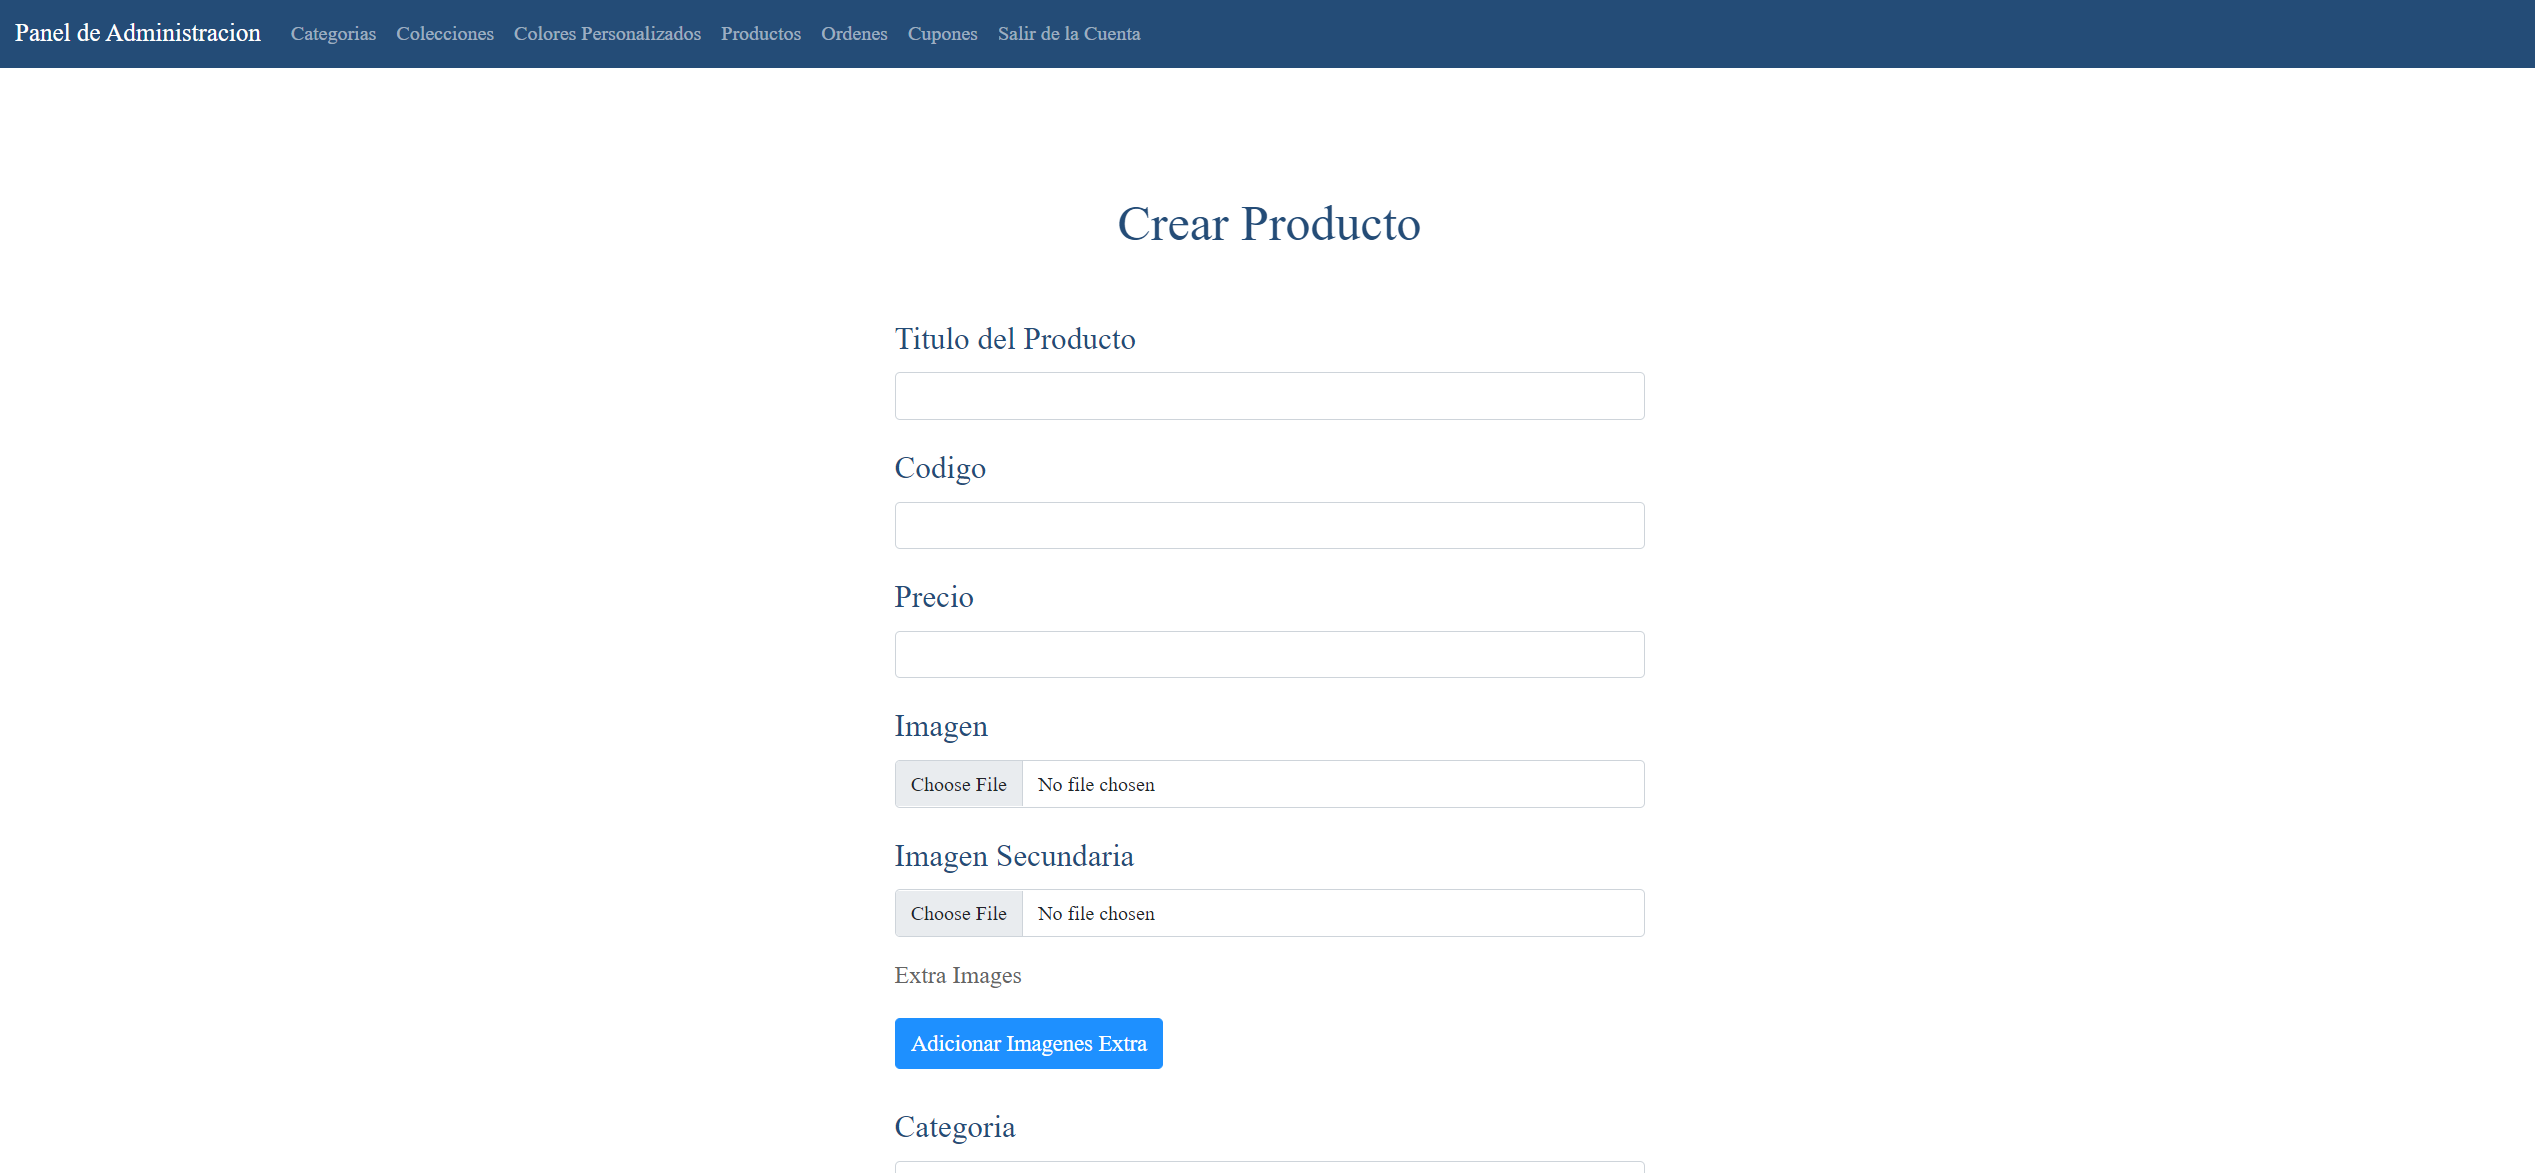 Panel de Administracion Categorias Colecciones Colores Personalizados Productos Ordenes Cupones Salir de la Cuenta
Crear Producto
Titulo del Producto
Codigo
Precio
Imagen
Choose File No file chosen
Imagen Secundaria
Choose File No file chosen
Extra Images
Adicionar Imagenes Extra
Categoria